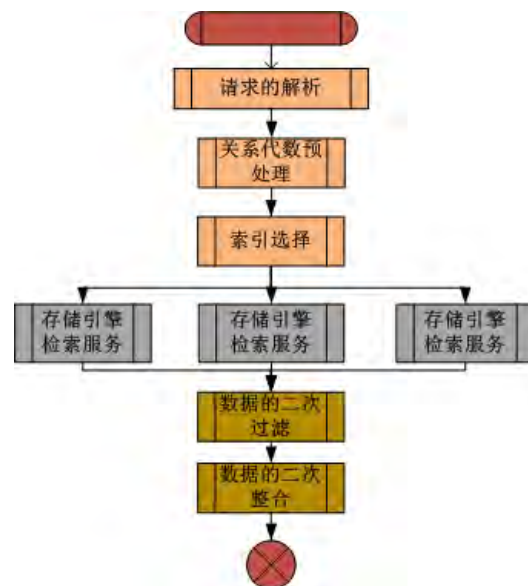 请求的解析
关系代数预
处理
索引选择
存储引擎
检索服务
存储引擎
检索服务
存储引擎
检索服务
数据的二次
过滤
数据的二次
整合